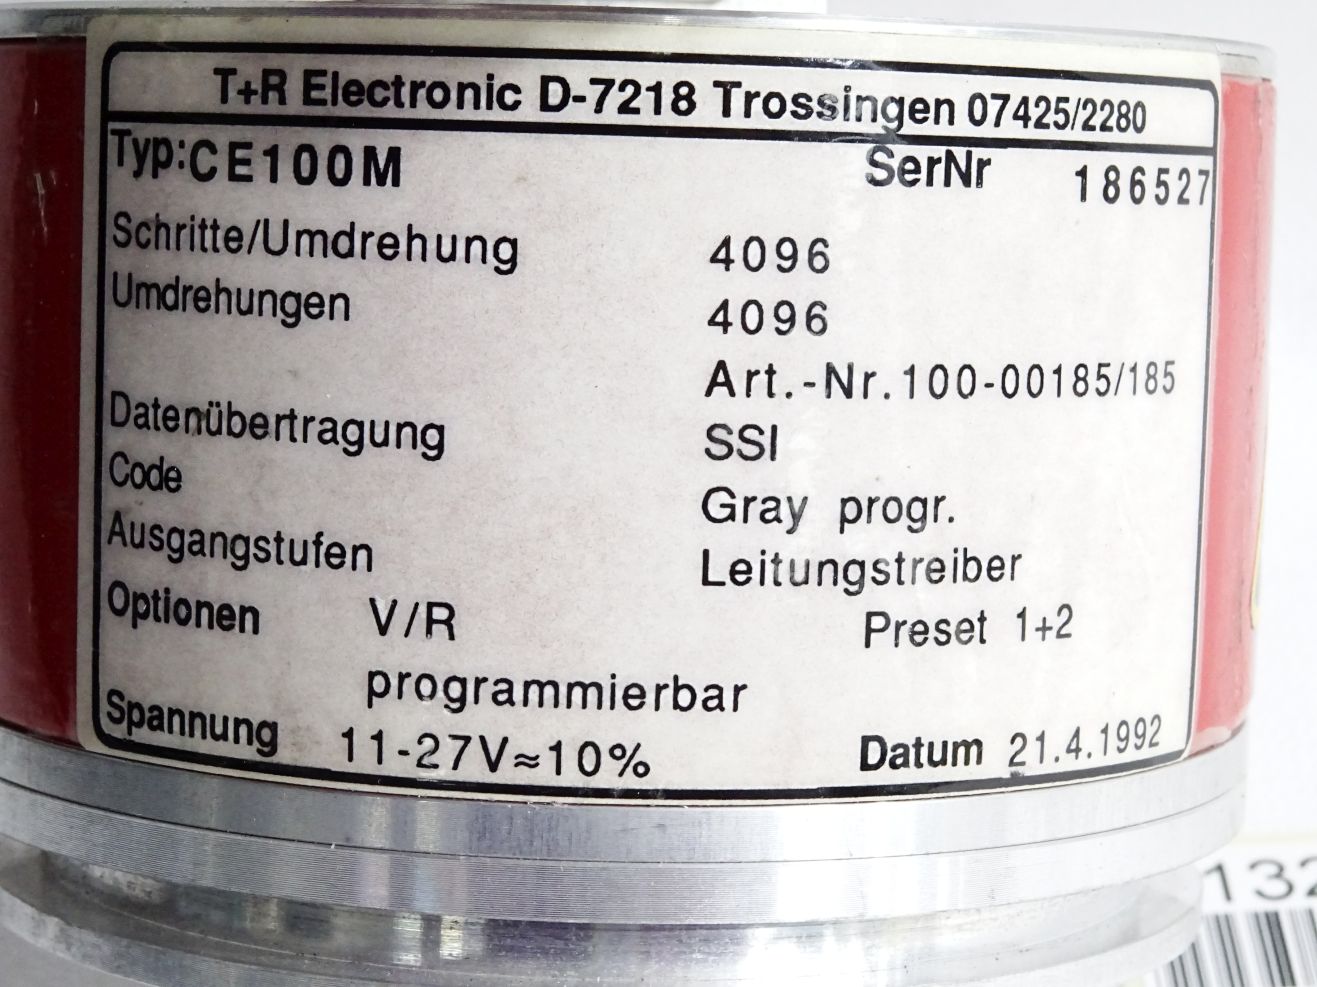 T+R Electronic D-7218 Trossingen 07425/2280
Typ:CE100M SerNr 186527
Schritte/Umdrehung 4096
Umdrehungen 4096
Art.-Nr.100-00185/185
Datenübertragung SSI
Code Gray progr.
Ausgangstufen Leitungstreiber
Optionen V/R Preset 1+2
programmierbar
Spannung 11-27V≈10% Datum 21.4.1992